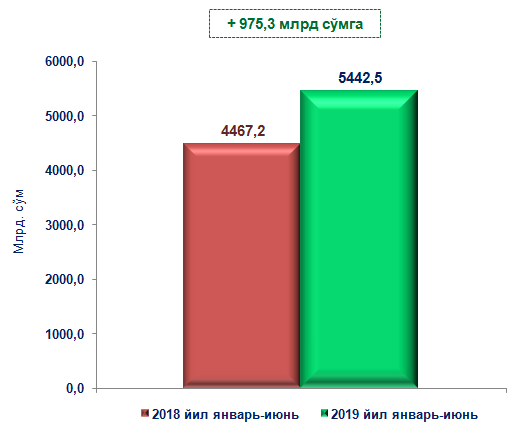 + 975,3 млрд сўмга
6000,0
5000,0
4000,0
3000,0
2000,0
1000,0
0,0
Млрд. сўм
4467,2
5442,5
2018 йил январь-июнь
2019 йил январь-июнь